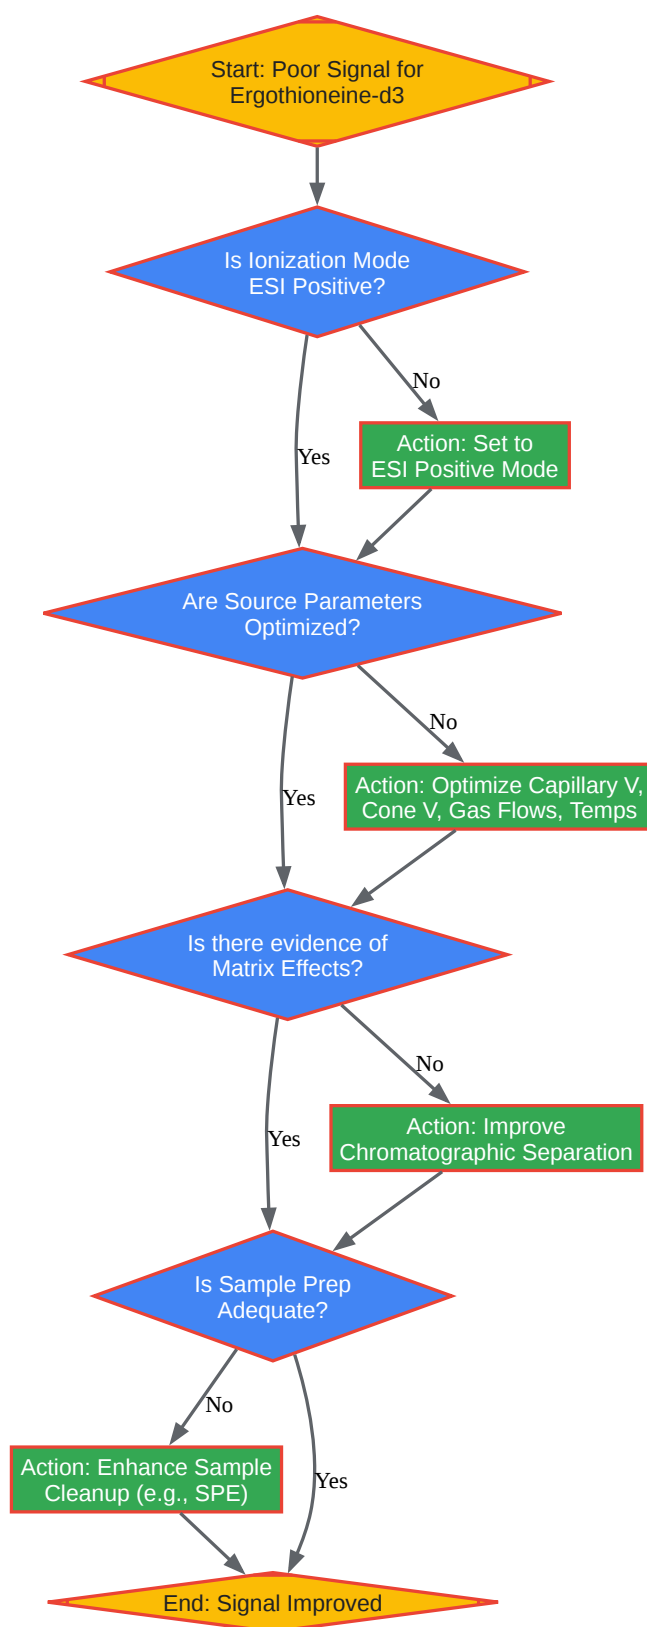 Start: Poor Signal for
Ergothioneine-d3
Is Ionization Mode
ESI Positive?
No
Action: Set to
ESI Positive Mode
Yes
Are Source Parameters
Optimized?
No
Action: Optimize Capillary V,
Cone V, Gas Flows, Temps
Yes
Is there evidence of
Matrix Effects?
No
Action: Improve
Chromatographic Separation
Yes
Is Sample Prep
Adequate?
No
Action: Enhance Sample
Cleanup (e.g., SPE)
Yes
End: Signal Improved